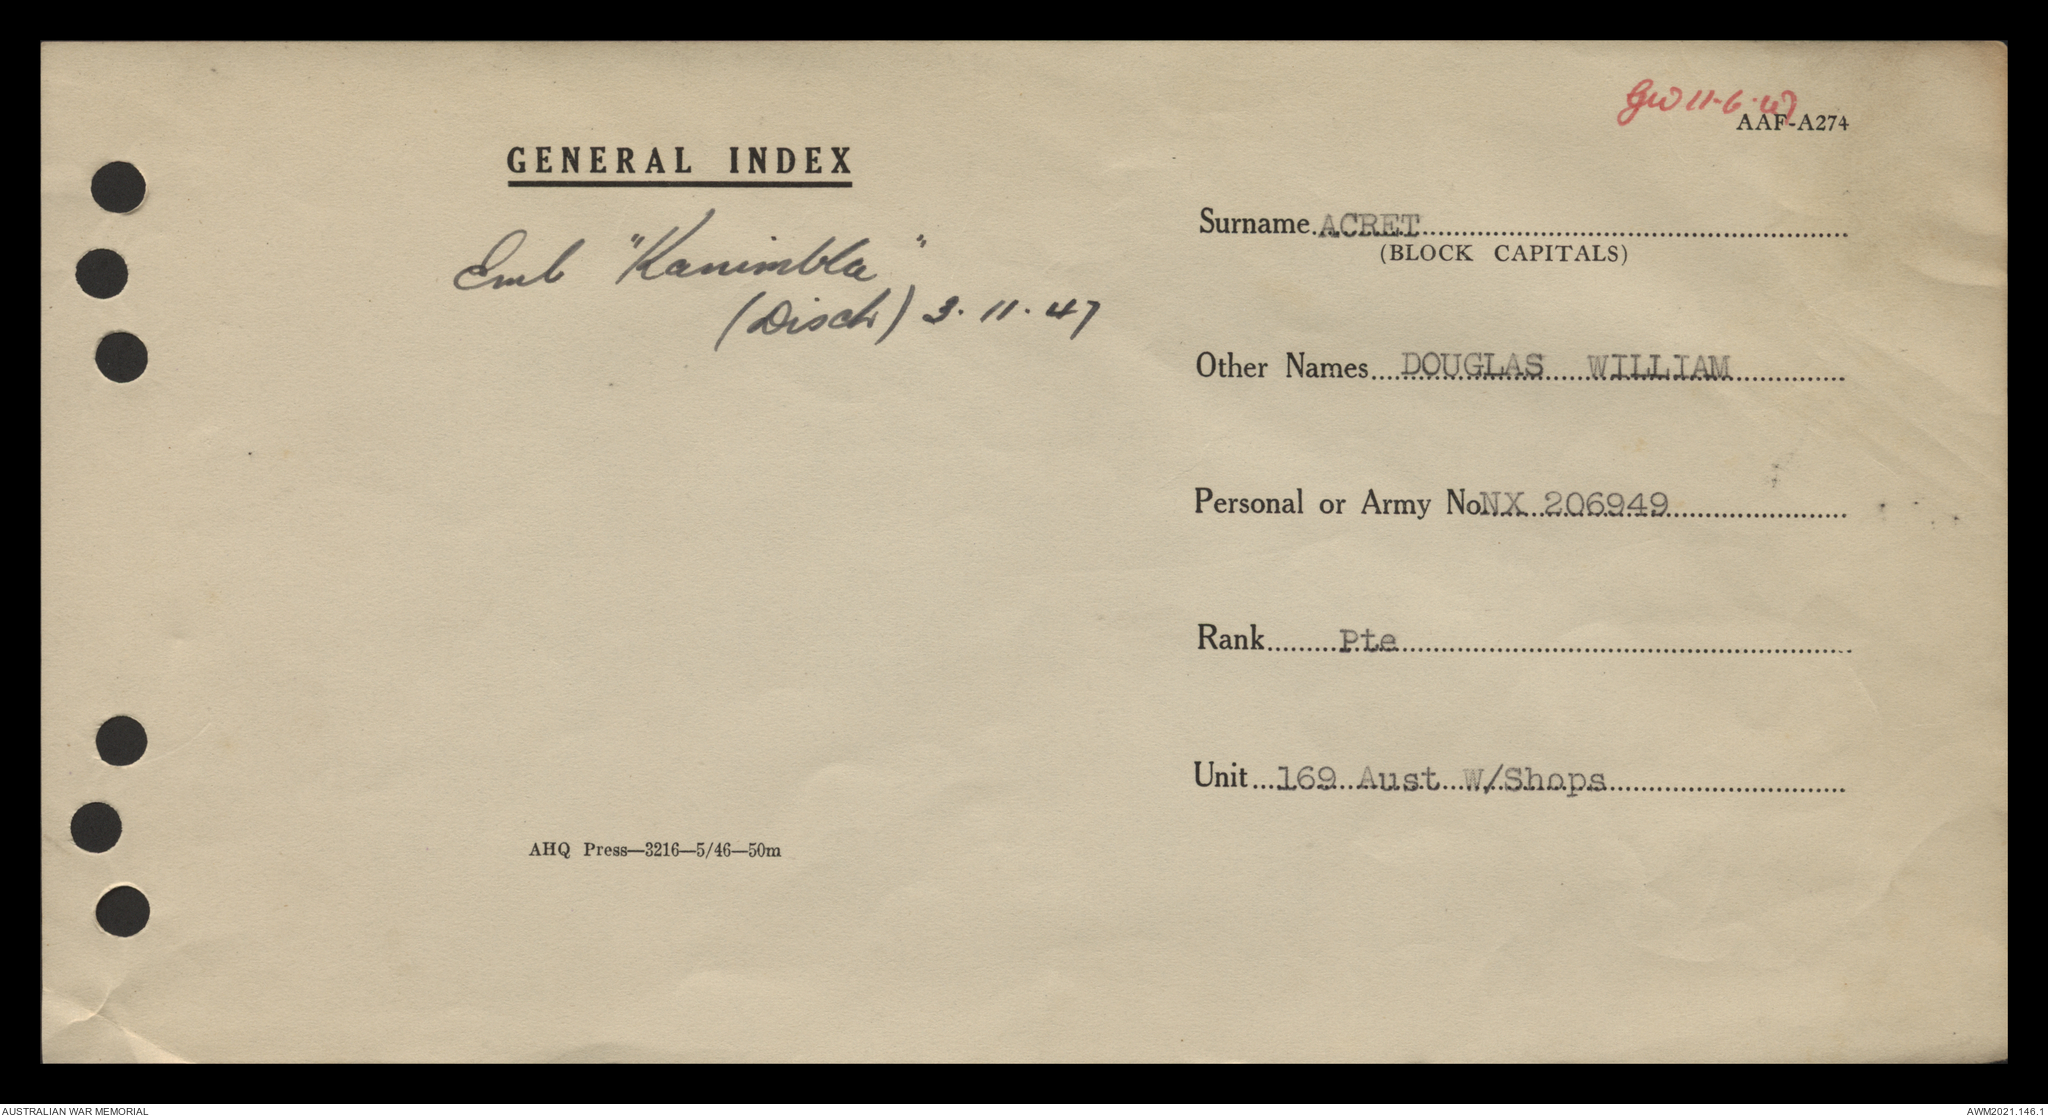 GW 11-6-47
AAF-A274
GENERAL INDEX
Emb "Kanimbla"
(Disch) 3.11.47
Surname ACRET
(BLOCK CAPITALS)
Other Names DOUGLAS WILLIAM
Personal or Army No NX 206949
Rank Pte
Unit 169 Aust W/Shops
AHQ Press—3216—5/46—50m
AUSTRALIAN WAR MEMORIAL
AWM2021.146.1